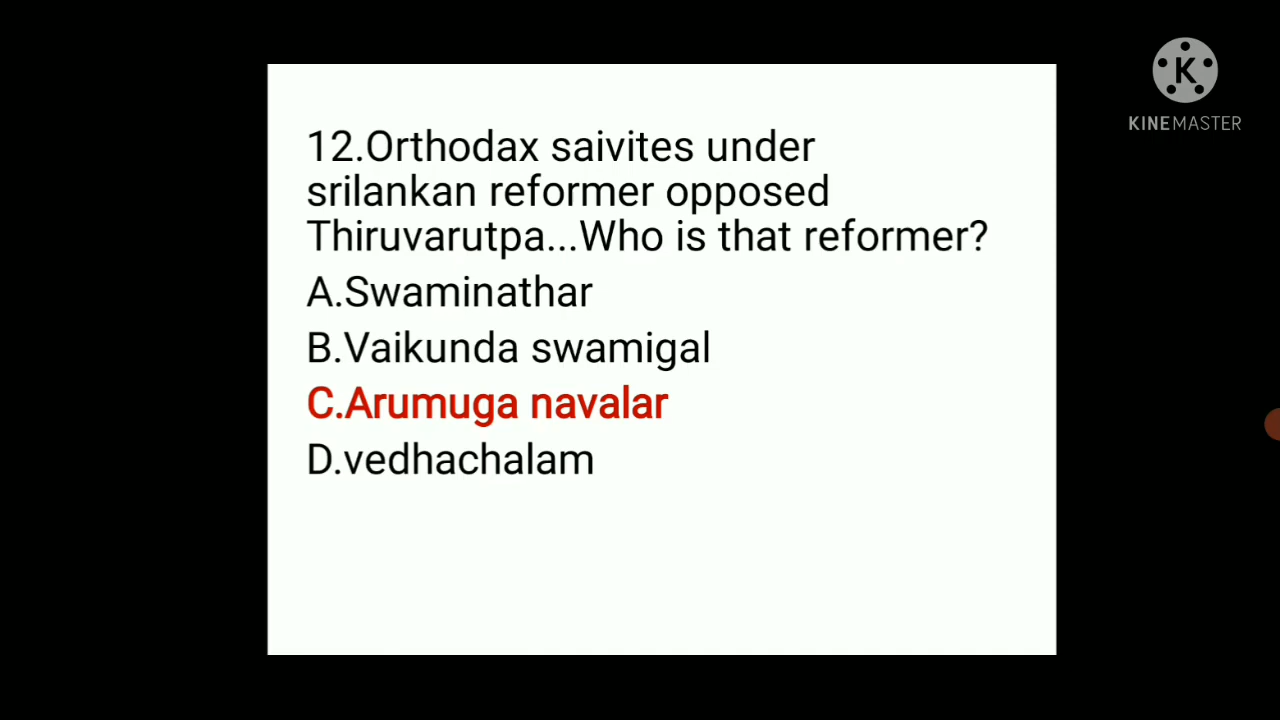 K
KINEMASTER
12.Orthodax saivites under
srilankan reformer opposed
Thiruvarutpa...Who is that reformer?
A.Swaminathar
B.Vaikunda swamigal
C.Arumuga navalar
D.vedhachalam